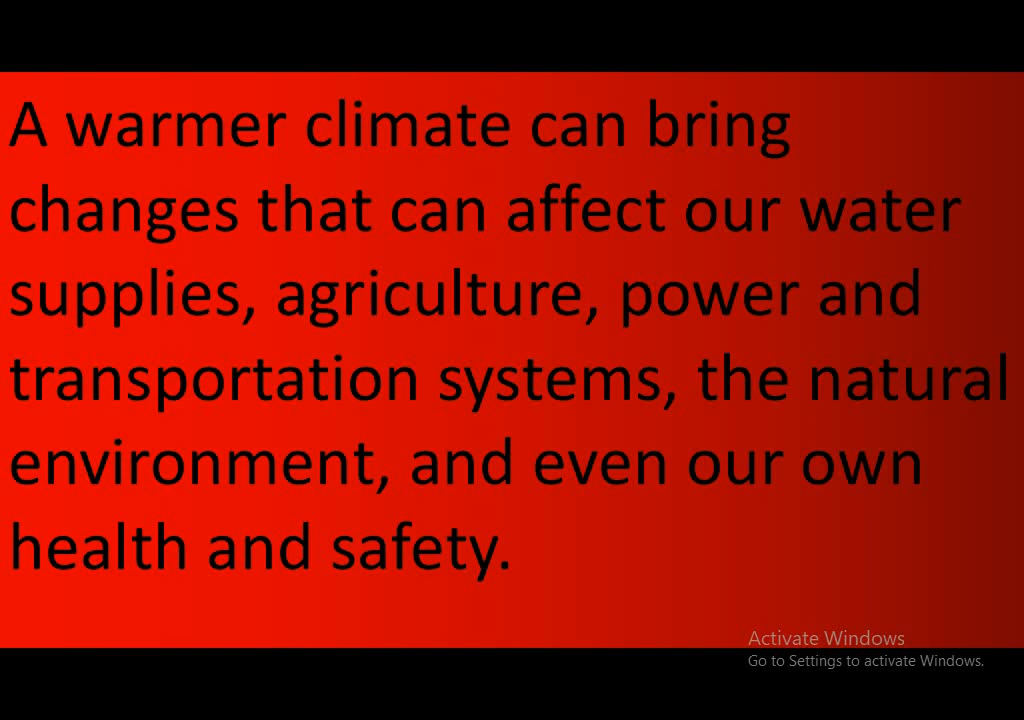 A warmer climate can bring
changes that can affect our water
supplies, agriculture, power and
transportation systems, the natural
environment, and even our own
health and safety.
Activate Windows
Go to Settings to activate Windows.